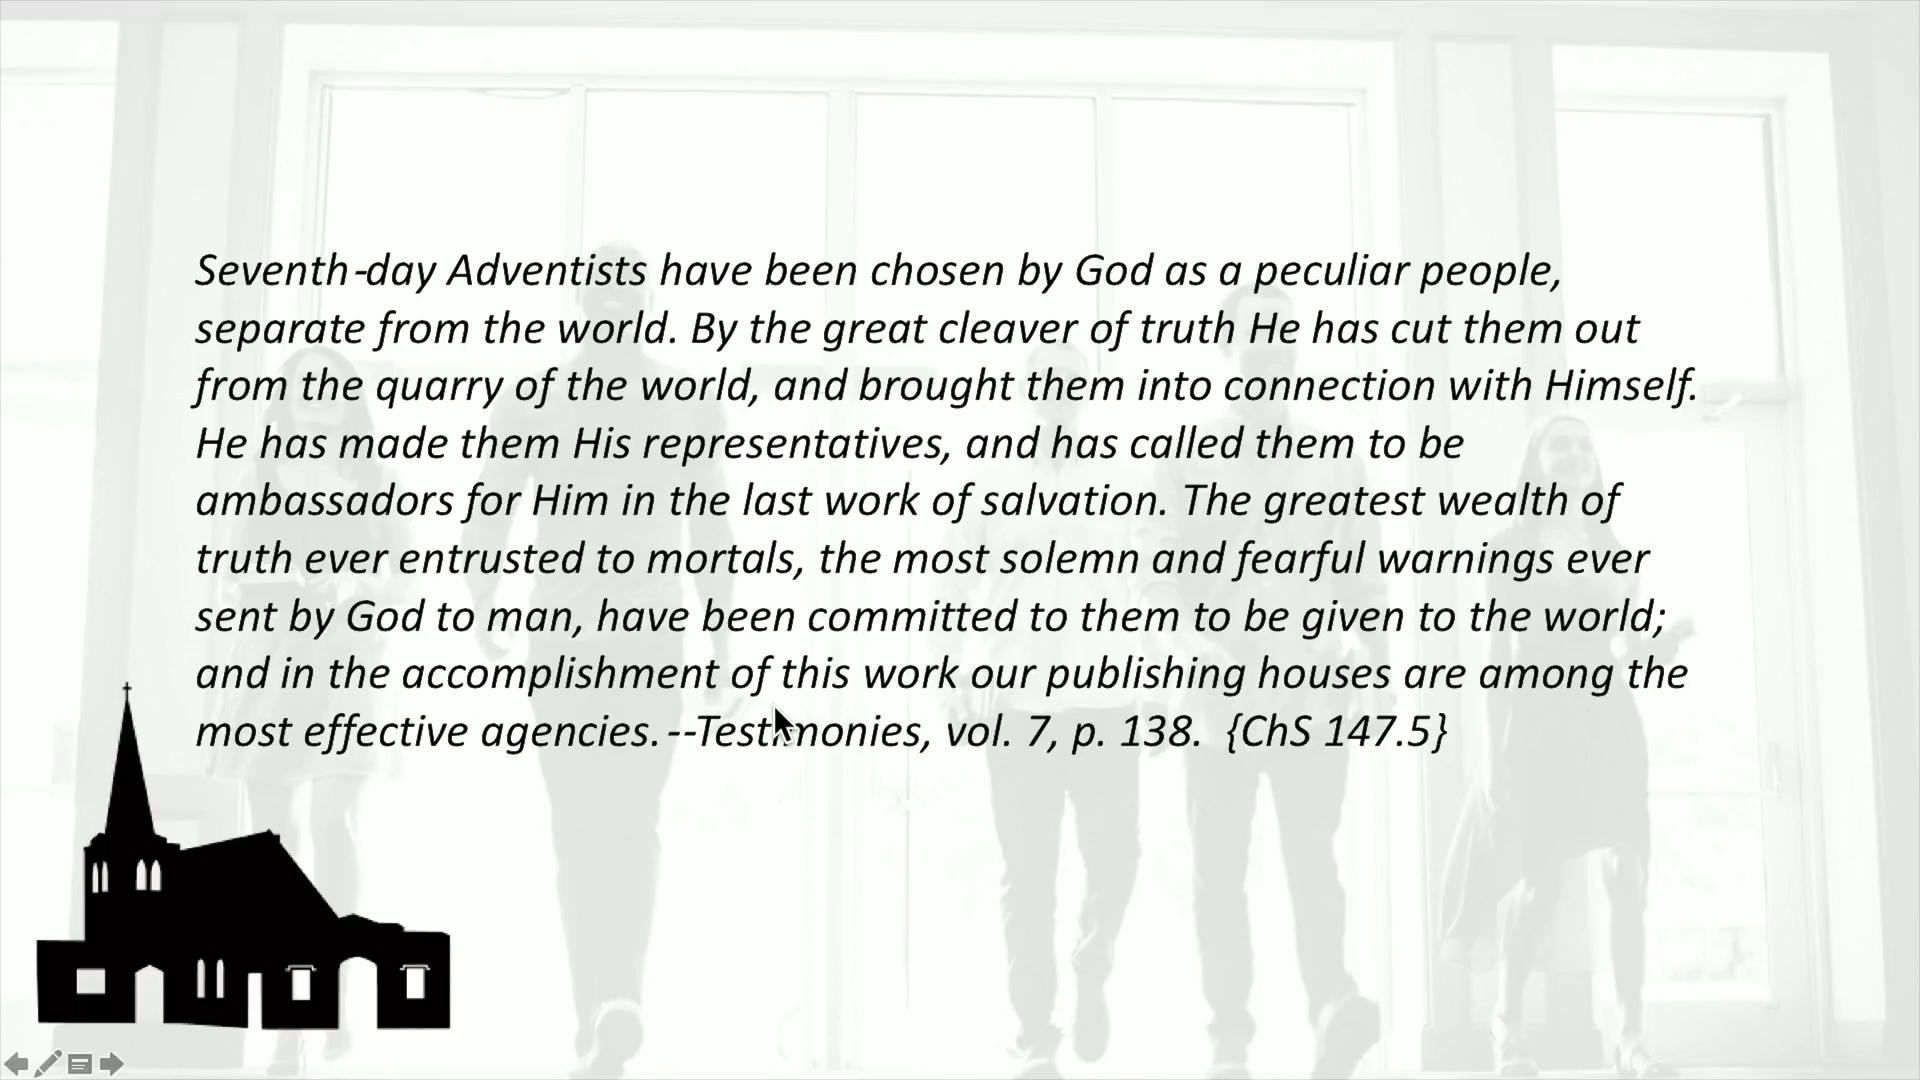 Seventh-day Adventists have been chosen by God as a peculiar people,
separate from the world. By the great cleaver of truth He has cut them out
from the quarry of the world, and brought them into connection with Himself.
He has made them His representatives, and has called them to be
ambassadors for Him in the last work of salvation. The greatest wealth of
truth ever entrusted to mortals, the most solemn and fearful warnings ever
sent by God to man, have been committed to them to be given to the world;
and in the accomplishment of this work our publishing houses are among the
most effective agencies. --Testimonies, vol. 7, p. 138.  {ChS 147.5}